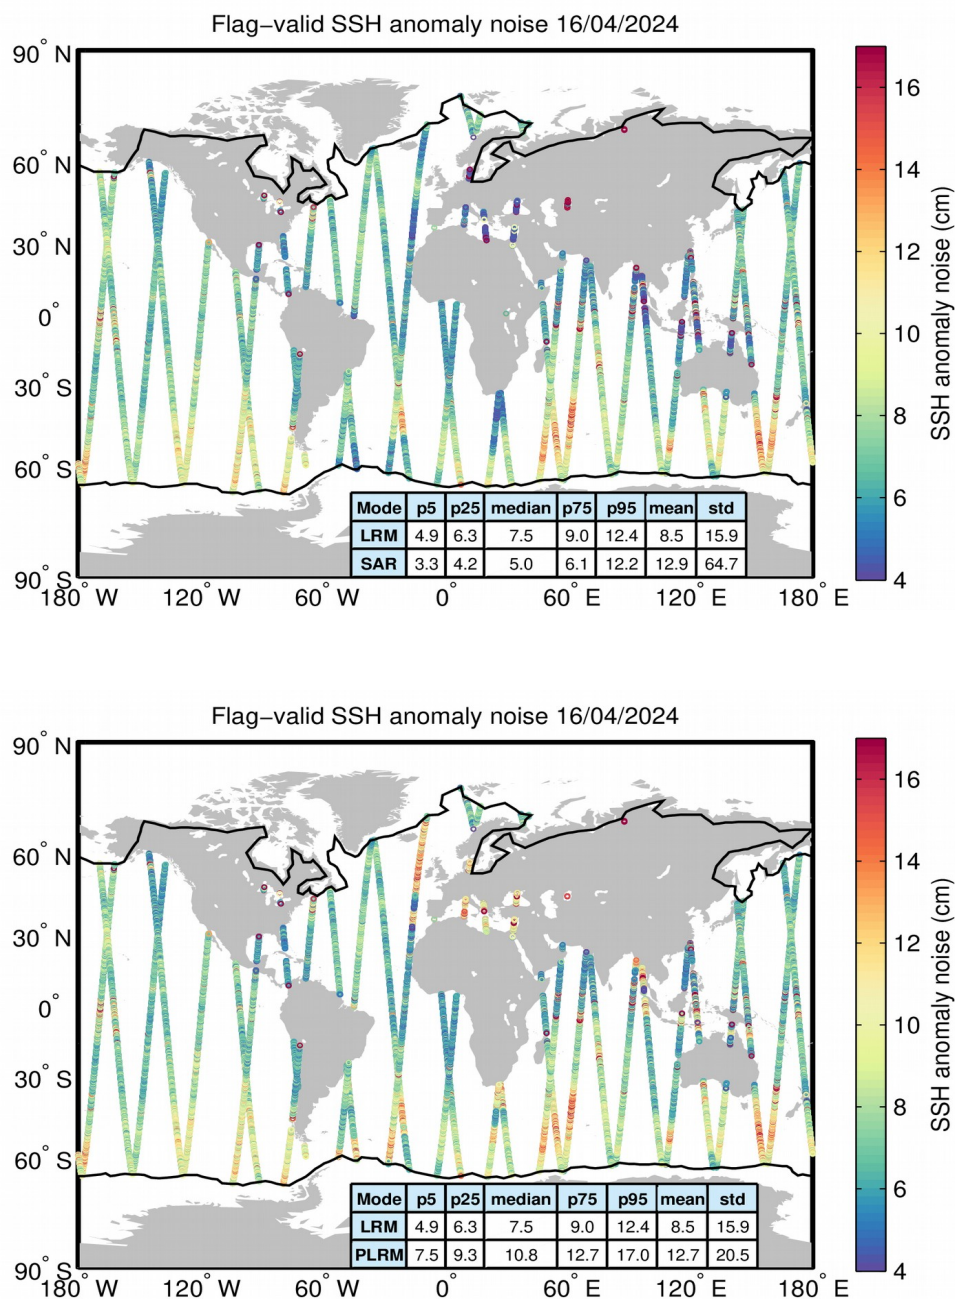 Flag−valid SSH anomaly noise 16/04/2024
90° N
60° N
30° N
0°
30° S
60° S
90° S
180° W 120° W 60° W 0° 60° E 120° E 180° E
Mode p5 p25 median p75 p95 mean std
LRM 4.9 6.3 7.5 9.0 12.4 8.5 15.9
SAR 3.3 4.2 5.0 6.1 12.2 12.9 64.7
16
14
12
10
8
6
4
SSH anomaly noise (cm)
Flag−valid SSH anomaly noise 16/04/2024
90° N
60° N
30° N
0°
30° S
60° S
90° S
180° W 120° W 60° W 0° 60° E 120° E 180° E
Mode p5 p25 median p75 p95 mean std
LRM 4.9 6.3 7.5 9.0 12.4 8.5 15.9
PLRM 7.5 9.3 10.8 12.7 17.0 12.7 20.5
16
14
12
10
8
6
4
SSH anomaly noise (cm)